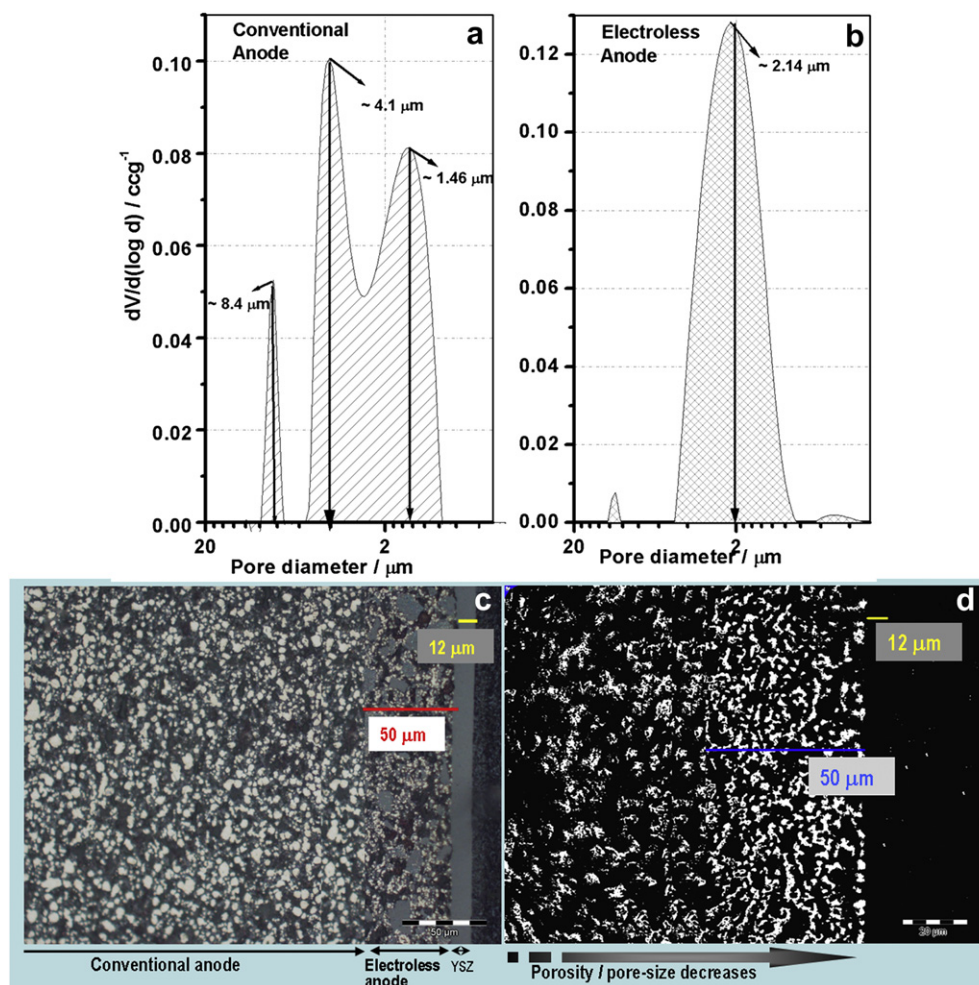 Conventional
Anode
a
~ 4.1 μm
~ 1.46 μm
~ 8.4 μm
dV/d(log d) / ccg⁻¹
0.10
0.08
0.06
0.04
0.02
0.00
20
2
Pore diameter / μm
Electroless
Anode
b
~ 2.14 μm
0.12
0.10
0.08
0.06
0.04
0.02
0.00
20
2
Pore diameter / μm
c
12 μm
50 μm
Conventional anode
Electroless
anode
YSZ
d
12 μm
50 μm
20 μm
Porosity / pore-size decreases